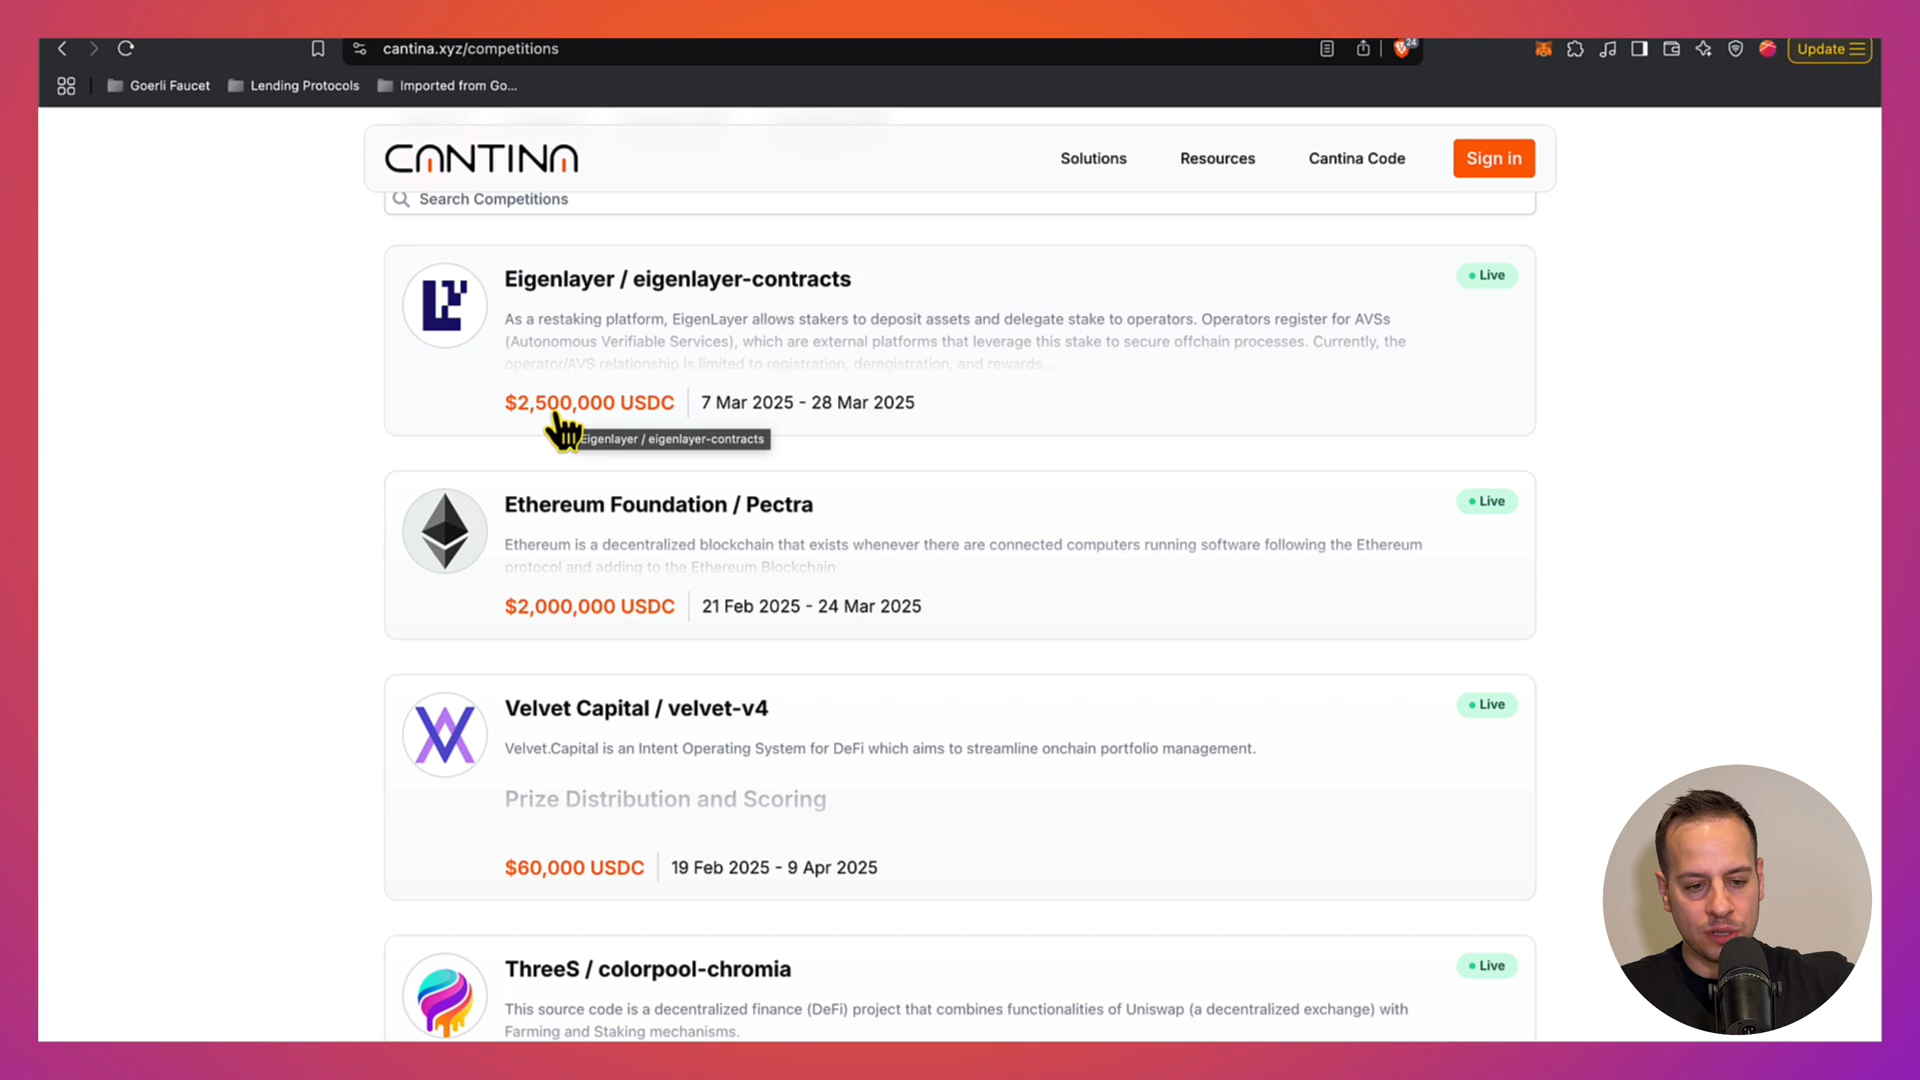 cantina.xyz/competitions
24
Update
Goerli Faucet
Lending Protocols
Imported from Go...
CANTINA
Solutions
Resources
Cantina Code
Sign in
Search Competitions
Eigenlayer / eigenlayer-contracts
Live
As a restaking platform, EigenLayer allows stakers to deposit assets and delegate stake to operators. Operators register for AVSs
(Autonomous Verifiable Services), which are external platforms that leverage this stake to secure offchain processes. Currently, the
operator/AVS relationship is limited to registration, deregistration, and rewards....
$2,500,000 USDC
7 Mar 2025 - 28 Mar 2025
Eigenlayer / eigenlayer-contracts
Ethereum Foundation / Pectra
Live
Ethereum is a decentralized blockchain that exists whenever there are connected computers running software following the Ethereum
protocol and adding to the Ethereum Blockchain.
$2,000,000 USDC
21 Feb 2025 - 24 Mar 2025
Velvet Capital / velvet-v4
Live
Velvet.Capital is an Intent Operating System for DeFi which aims to streamline onchain portfolio management.
Prize Distribution and Scoring
$60,000 USDC
19 Feb 2025 - 9 Apr 2025
ThreeS / colorpool-chromia
Live
This source code is a decentralized finance (DeFi) project that combines functionalities of Uniswap (a decentralized exchange) with
Farming and Staking mechanisms.